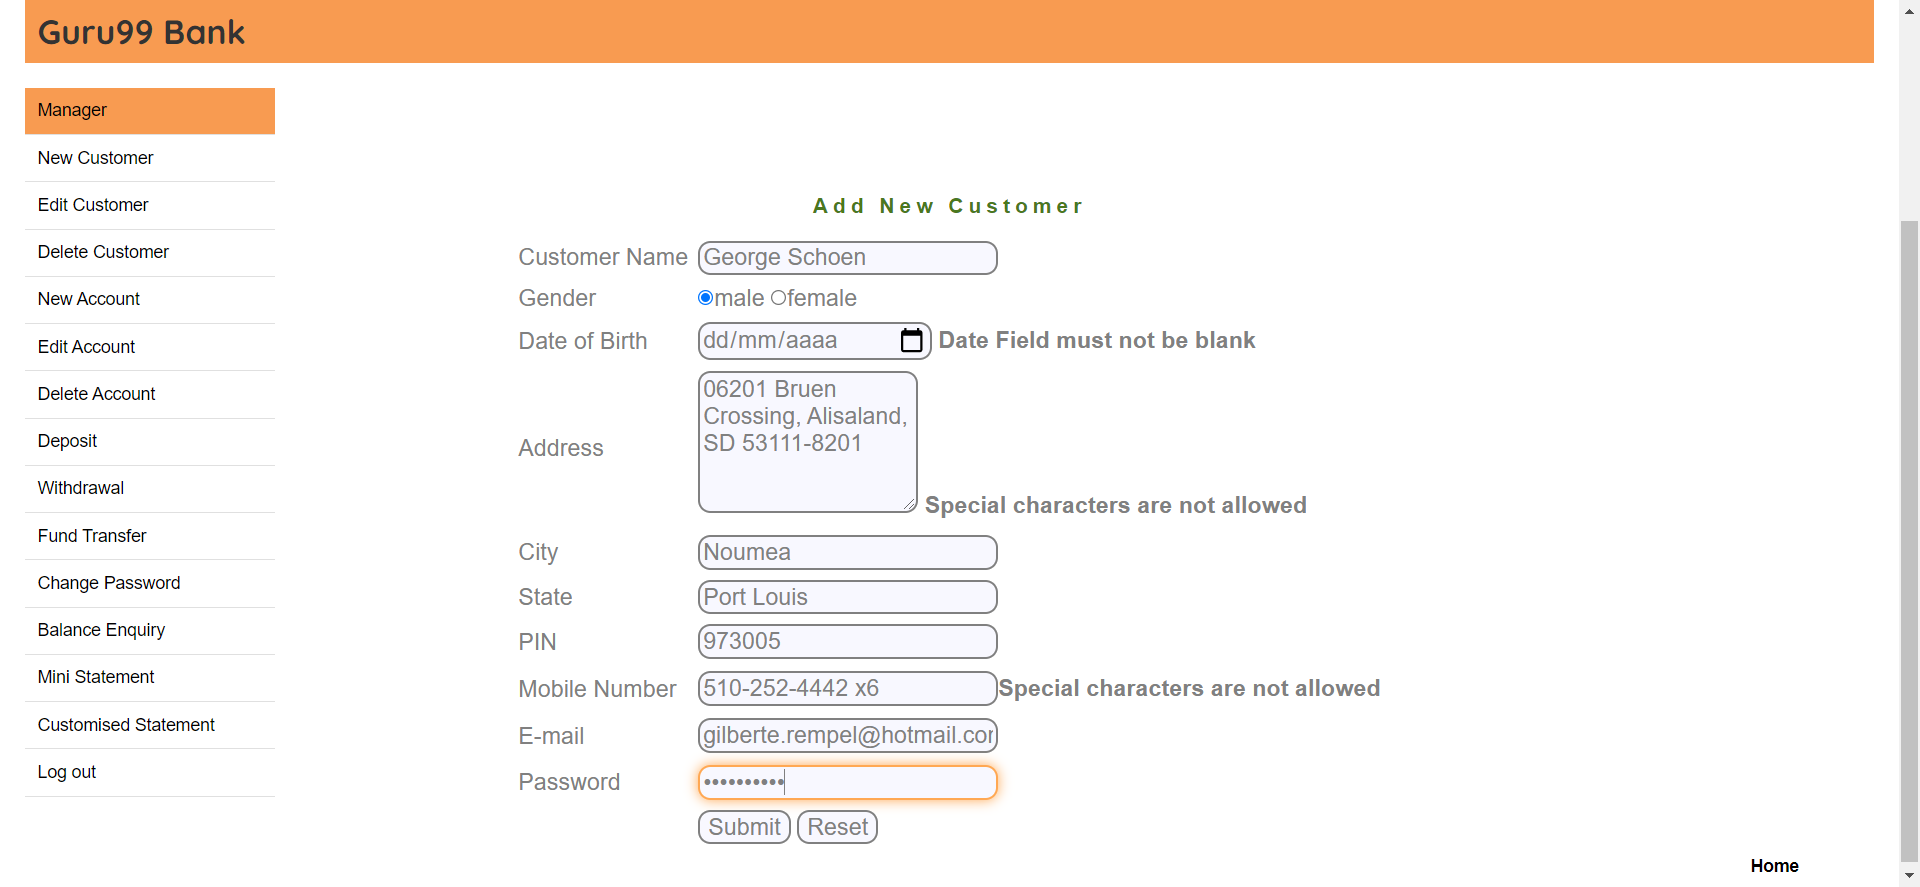 Guru99 Bank
Manager
New Customer
Edit Customer
Delete Customer
New Account
Edit Account
Delete Account
Deposit
Withdrawal
Fund Transfer
Change Password
Balance Enquiry
Mini Statement
Customised Statement
Log out
Add New Customer
Customer Name George Schoen
Gender male female
Date of Birth dd/mm/aaaa Date Field must not be blank
Address
06201 Bruen
Crossing, Alisaland,
SD 53111-8201
Special characters are not allowed
City Noumea
State Port Louis
PIN 973005
Mobile Number 510-252-4442 x6 Special characters are not allowed
E-mail gilberte.rempel@hotmail.cor
Password ••••••••••
Submit Reset
Home